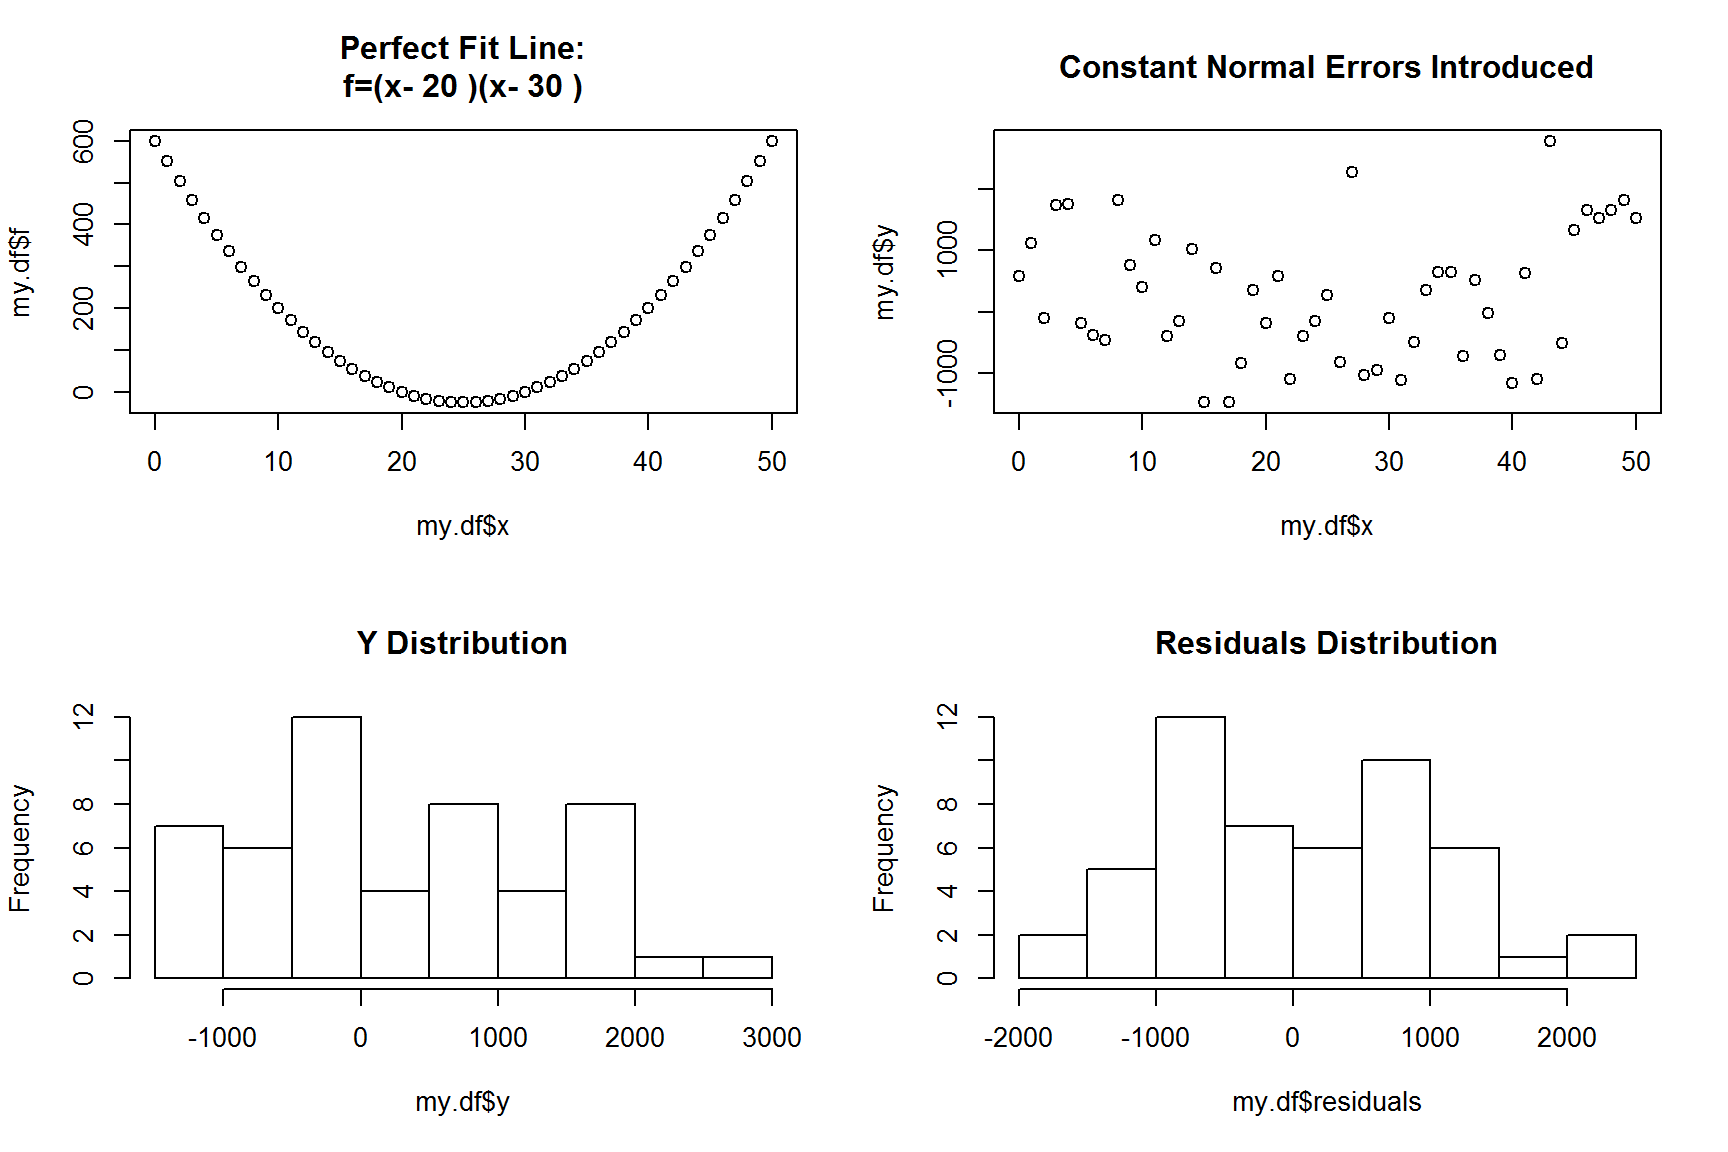 Perfect Fit Line:
f=(x- 20 )(x- 30 )
my.df$f
0
200
400
600
0 10 20 30 40 50
my.df$x
Constant Normal Errors Introduced
my.df$y
-1000
1000
0 10 20 30 40 50
my.df$x
Y Distribution
Frequency
0
2
4
6
8
12
-1000 0 1000 2000 3000
my.df$y
Residuals Distribution
Frequency
0
2
4
6
8
12
-2000 -1000 0 1000 2000
my.df$residuals